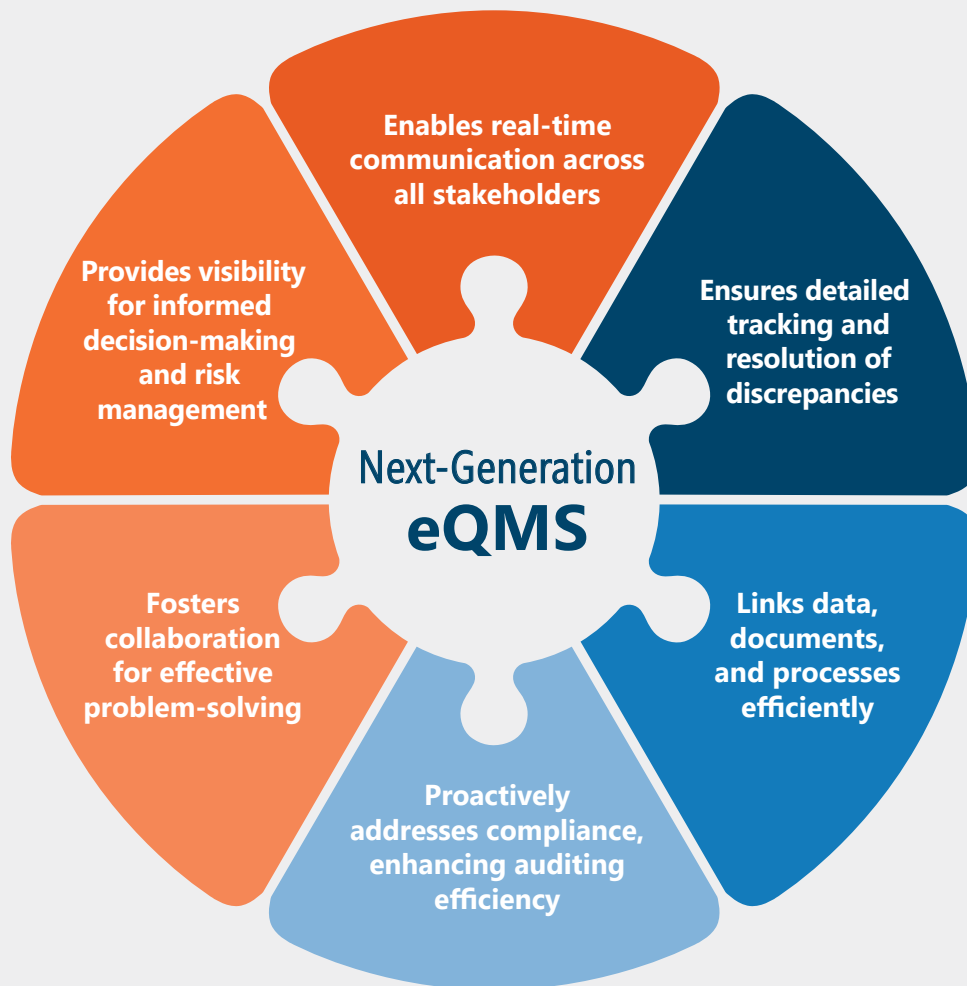 Enables real-time
communication across
all stakeholders
Ensures detailed
tracking and
resolution of
discrepancies
Links data,
documents,
and processes
efficiently
Proactively
addresses compliance,
enhancing auditing
efficiency
Fosters
collaboration
for effective
problem-solving
Provides visibility
for informed
decision-making
and risk
management
Next-Generation
eQMS